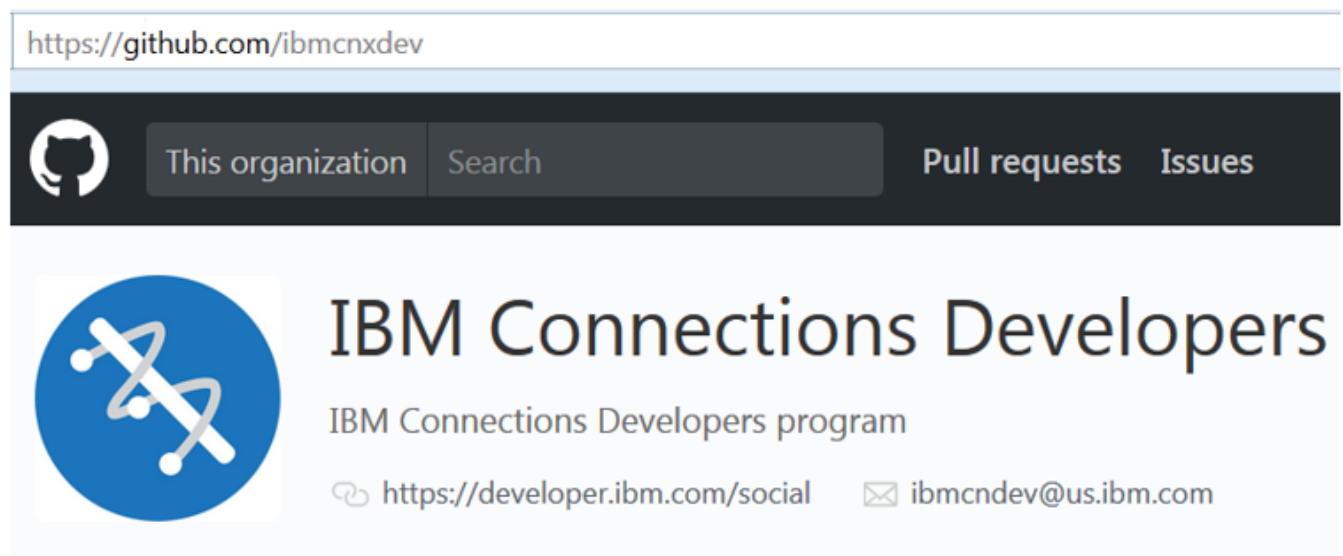 https://github.com/ibmcnxdev
This organization Search Pull requests Issues
IBM Connections Developers
IBM Connections Developers program
https://developer.ibm.com/social ibmcndev@us.ibm.com